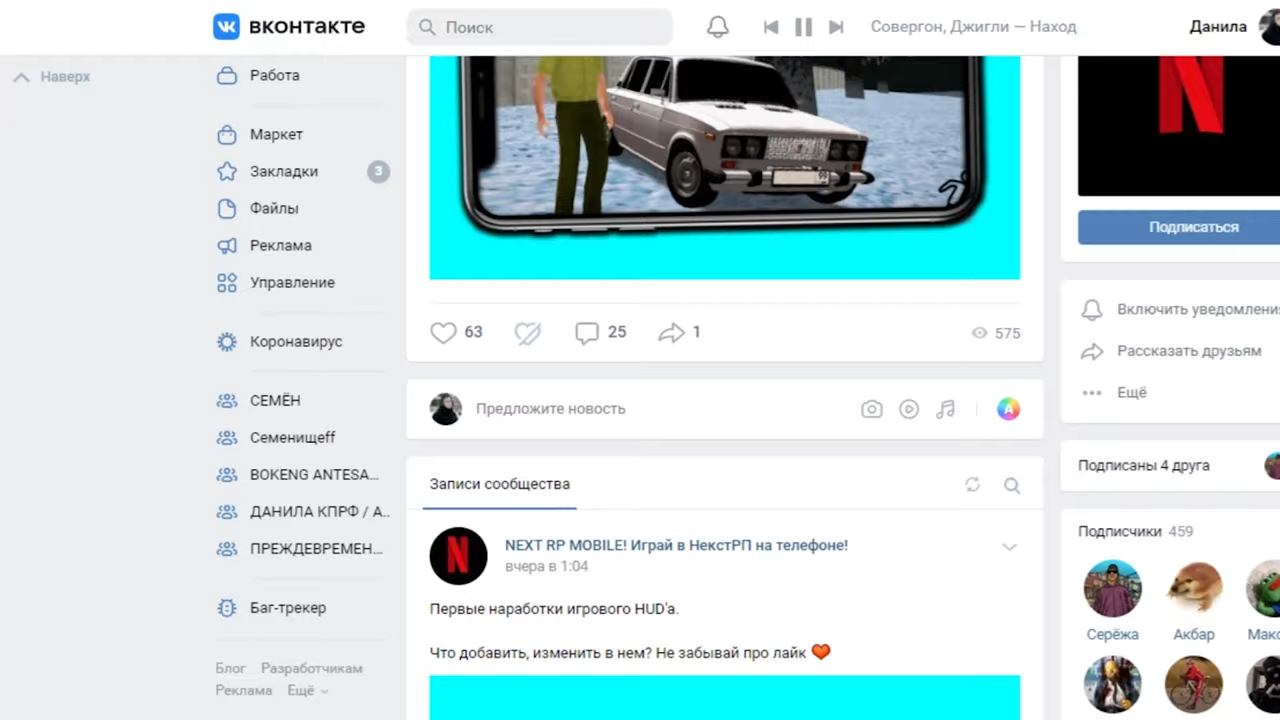 вконтакте
Поиск
Совергон, Джигли — Наход
Данила
Наверх
Работа
Маркет
Закладки
3
Файлы
Реклама
Управление
Коронавирус
СЕМЁН
Семенищеff
BOKENG ANTESA...
ДАНИЛА КПРФ / А..
ПРЕЖДЕВРЕМЕН...
Баг-трекер
Блог Разработчикам
Реклама Ещё
63
25
1
575
Предложите новость
Записи сообщества
NEXT RP MOBILE! Играй в НекстРП на телефоне!
вчера в 1:04
Первые наработки игрового HUD'а.
Что добавить, изменить в нем? Не забывай про лайк
Подписаться
Включить уведомления
Рассказать друзьям
Ещё
Подписаны 4 друга
Подписчики 459
Серёжа
Акбар
Макс